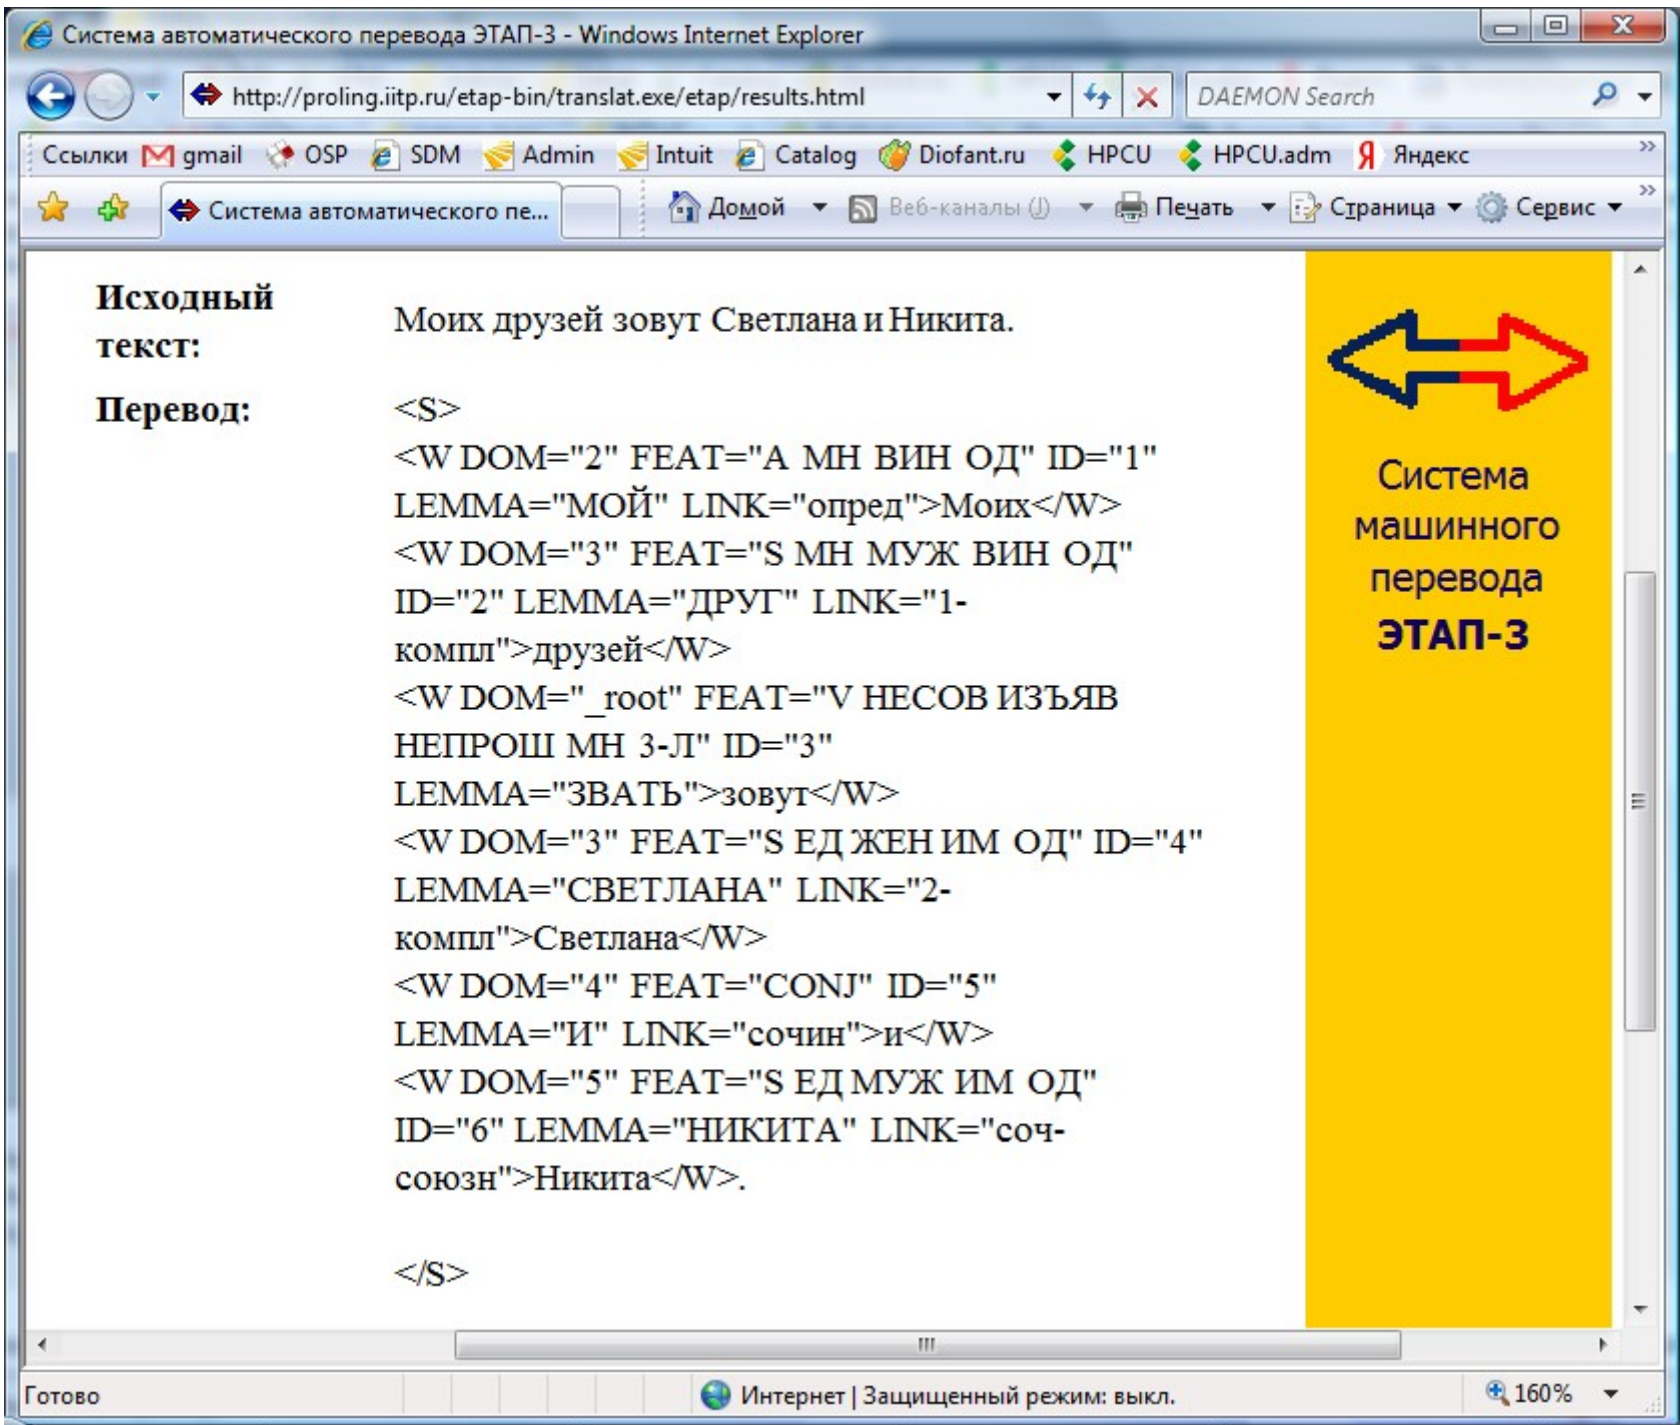 Система автоматического перевода ЭТАП-3 - Windows Internet Explorer
http://proling.iitp.ru/etap-bin/translat.exe/etap/results.html
DAEMON Search
Ссылки gmail OSP SDM Admin Intuit Catalog Diofant.ru HPCU HPCU.adm Яндекс
Система автоматического пе... Домой Веб-каналы (J) Печать Страница Сервис
Исходный
текст:
Моих друзей зовут Светлана и Никита.
Перевод:
<S>
<W DOM="2" FEAT="A МН ВИН ОД" ID="1"
LEMMA="МОЙ" LINK="опред">Моих</W>
<W DOM="3" FEAT="S МН МУЖ ВИН ОД"
ID="2" LEMMA="ДРУГ" LINK="1-
компл">друзей</W>
<W DOM="_root" FEAT="V НЕСОВ ИЗЪЯВ
НЕПРОШ МН 3-Л" ID="3"
LEMMA="ЗВАТЬ">зовут</W>
<W DOM="3" FEAT="S ЕД ЖЕН ИМ ОД" ID="4"
LEMMA="СВЕТЛАНА" LINK="2-
компл">Светлана</W>
<W DOM="4" FEAT="CONJ" ID="5"
LEMMA="И" LINK="сочин">и</W>
<W DOM="5" FEAT="S ЕД МУЖ ИМ ОД"
ID="6" LEMMA="НИКИТА" LINK="соч-
союзн">Никита</W>.
</S>
Система
машинного
перевода
ЭТАП-3
Готово
Интернет | Защищенный режим: выкл.
160%